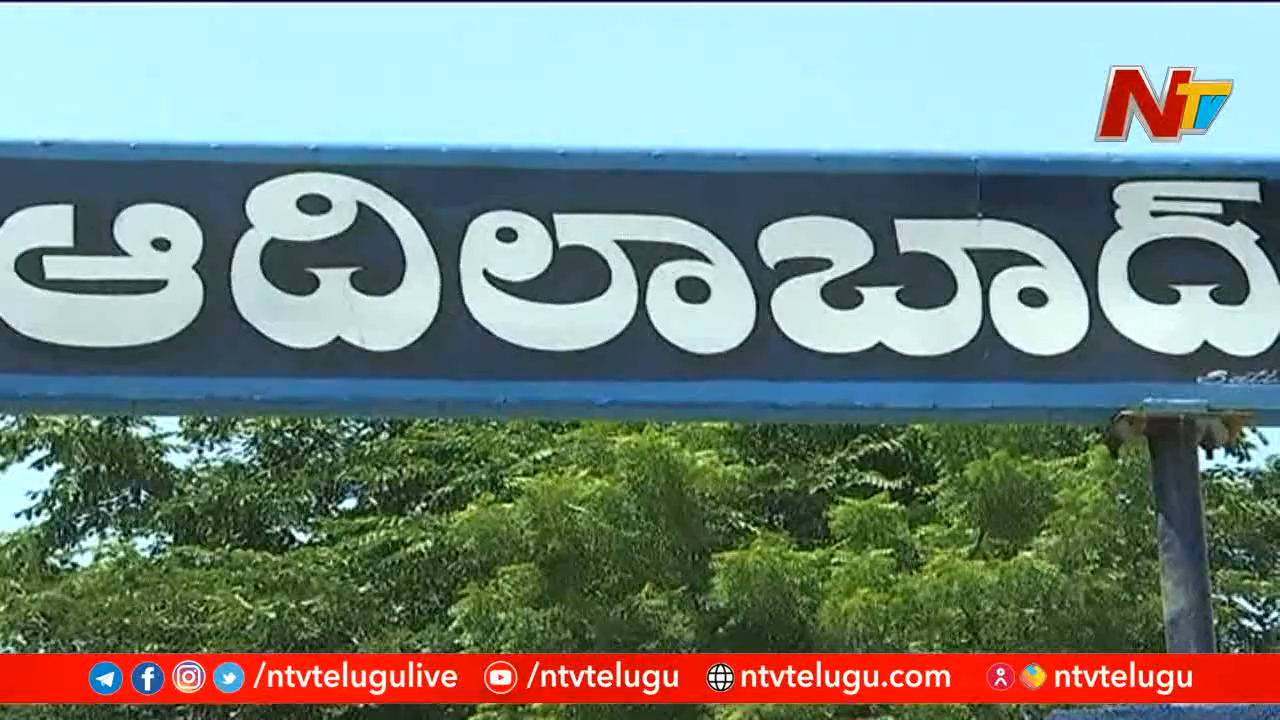 NTV
ఆదిలాబాద్
/ntvtelugulive /ntvtelugu ntvtelugu.com ntvtelugu